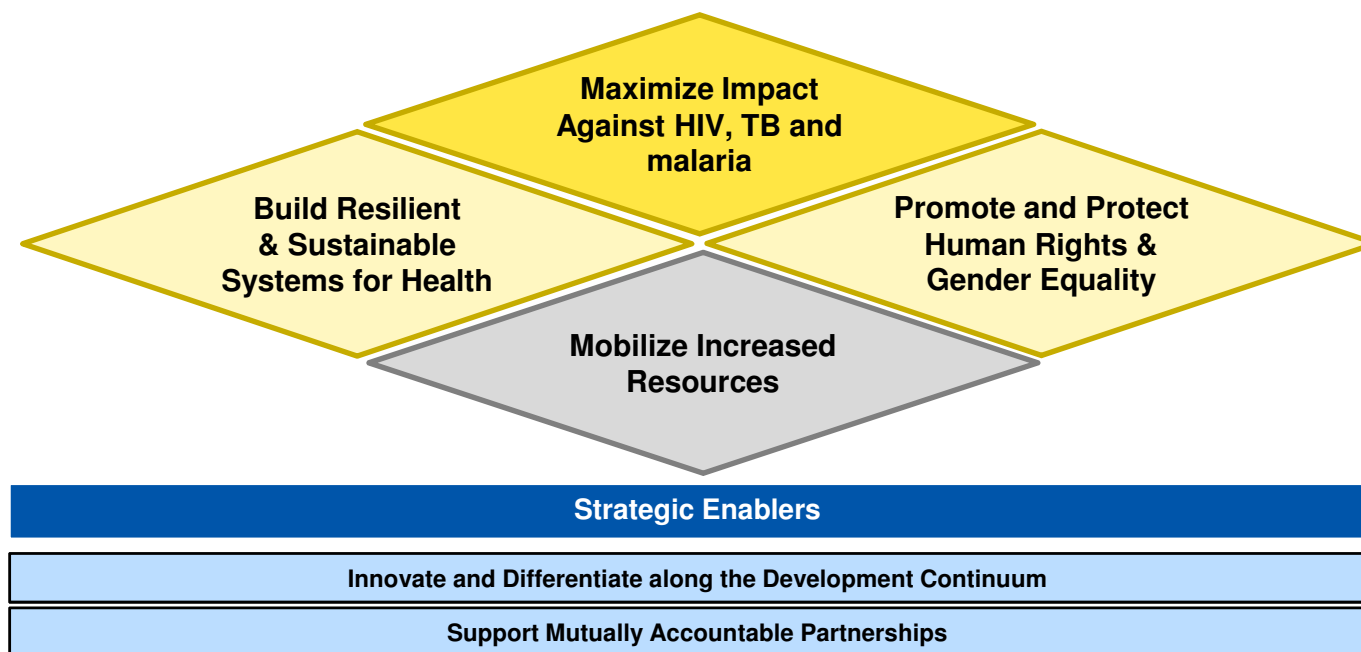 Maximize Impact
Against HIV, TB and
malaria
Build Resilient
& Sustainable
Systems for Health
Promote and Protect
Human Rights &
Gender Equality
Mobilize Increased
Resources
Strategic Enablers
Innovate and Differentiate along the Development Continuum
Support Mutually Accountable Partnerships